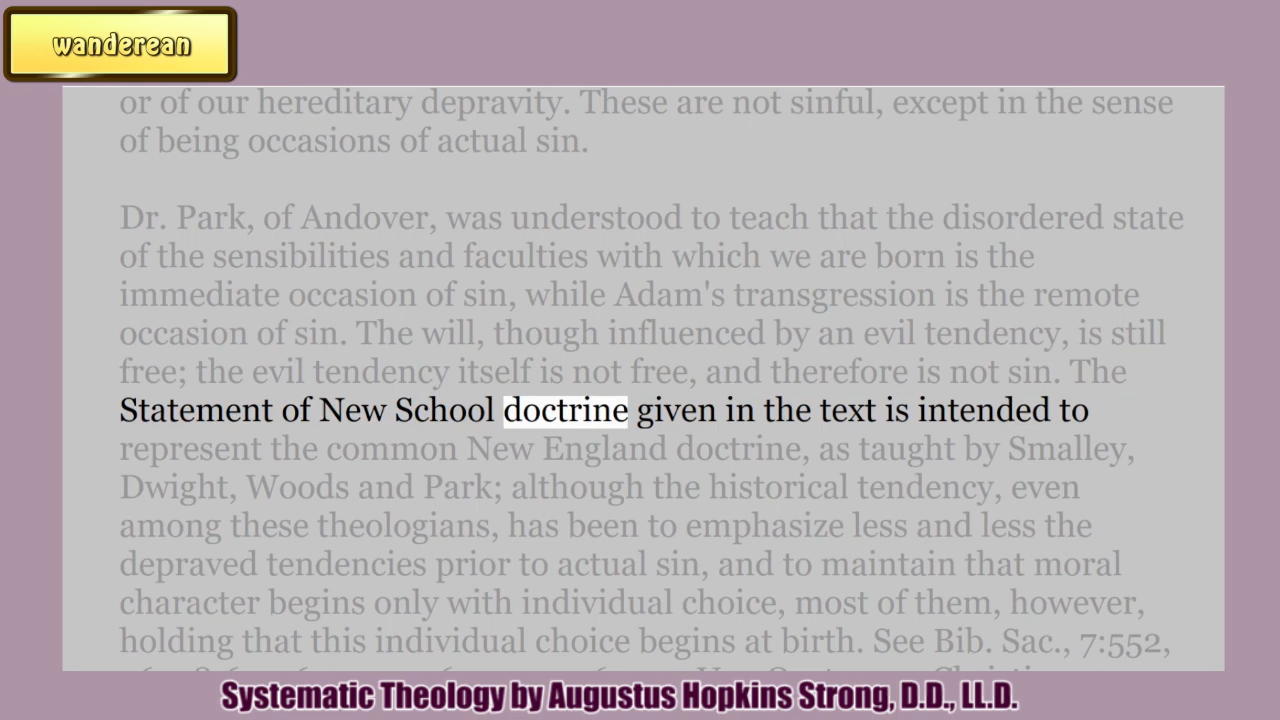 wanderean
or of our hereditary depravity. These are not sinful, except in the sense
of being occasions of actual sin.
Dr. Park, of Andover, was understood to teach that the disordered state
of the sensibilities and faculties with which we are born is the
immediate occasion of sin, while Adam's transgression is the remote
occasion of sin. The will, though influenced by an evil tendency, is still
free; the evil tendency itself is not free, and therefore is not sin. The
Statement of New School doctrine given in the text is intended to
represent the common New England doctrine, as taught by Smalley,
Dwight, Woods and Park; although the historical tendency, even
among these theologians, has been to emphasize less and less the
depraved tendencies prior to actual sin, and to maintain that moral
character begins only with individual choice, most of them, however,
holding that this individual choice begins at birth. See Bib. Sac., 7:552,
Systematic Theology by Augustus Hopkins Strong, D.D., LL.D.